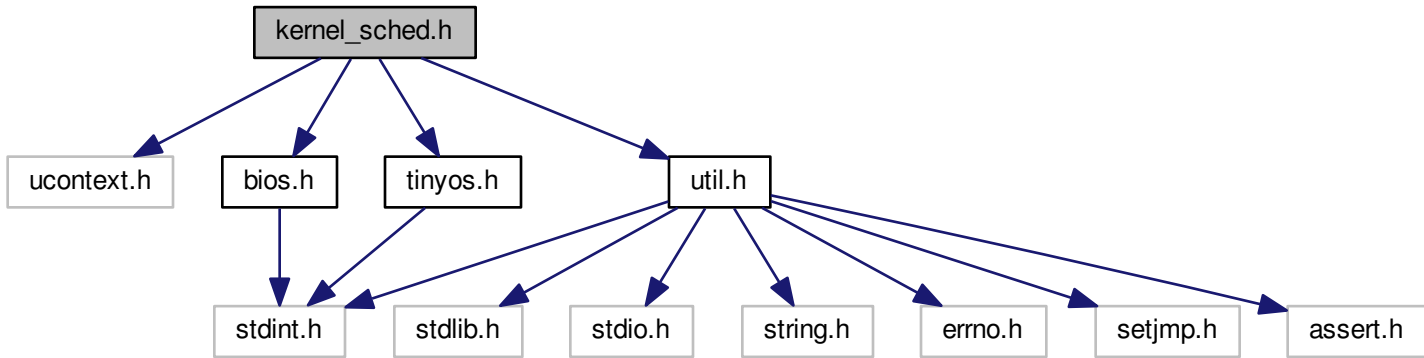 kernel_sched.h
ucontext.h
bios.h
tinyos.h
util.h
stdint.h
stdlib.h
stdio.h
string.h
errno.h
setjmp.h
assert.h